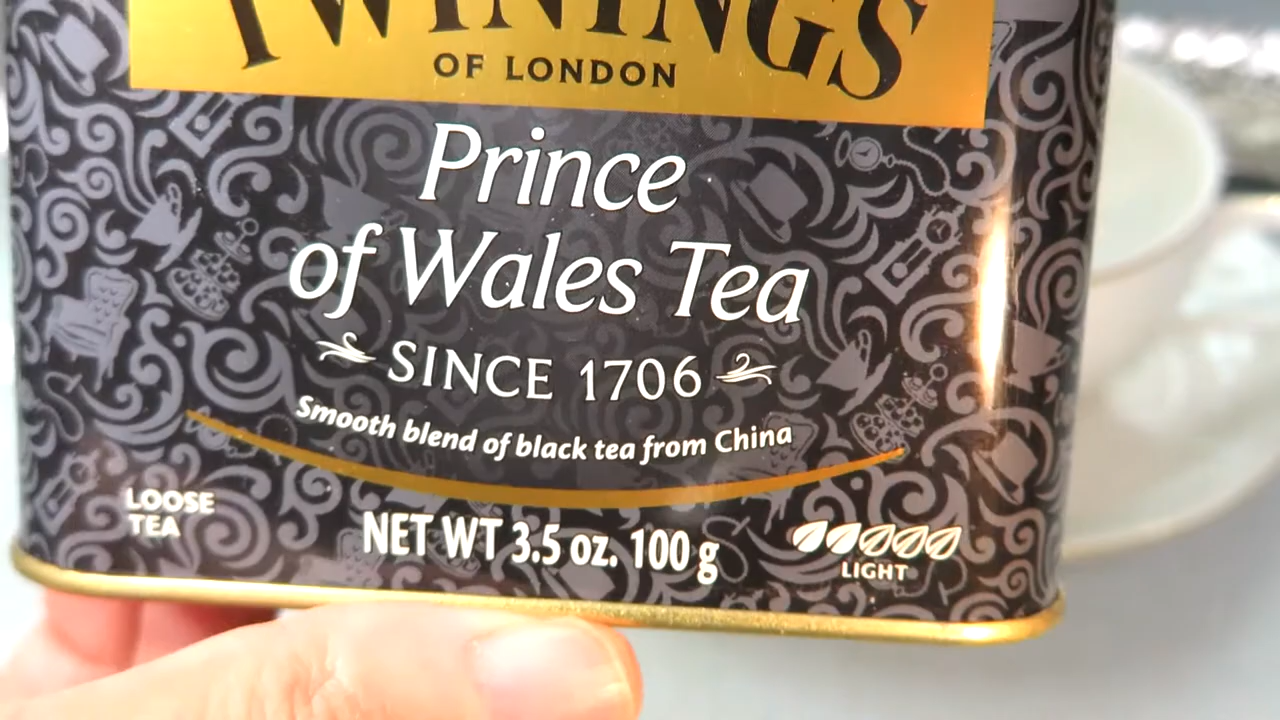 TWININGS
OF LONDON
Prince
of Wales Tea
SINCE 1706
Smooth blend of black tea from China
LOOSE
TEA
NET WT 3.5 oz. 100 g
LIGHT